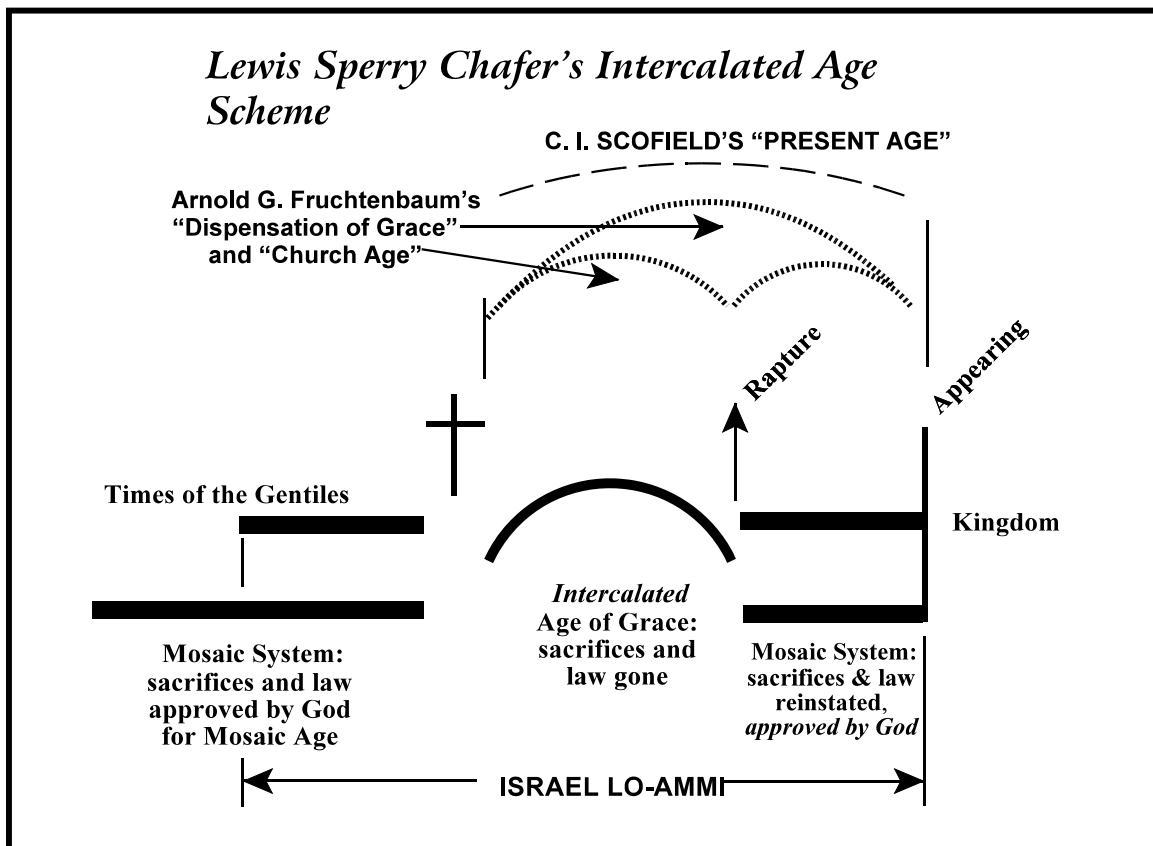 Lewis Sperry Chafer’s Intercalated Age
Scheme
C. I. SCOFIELD’S “PRESENT AGE”
Arnold G. Fruchtenbaum’s
“Dispensation of Grace”
and “Church Age”
Rapture
Appearing
Times of the Gentiles
Kingdom
Intercalated
Age of Grace:
sacrifices and
law gone
Mosaic System:
sacrifices and law
approved by God
for Mosaic Age
Mosaic System:
sacrifices & law
reinstated,
approved by God
ISRAEL LO-AMMI